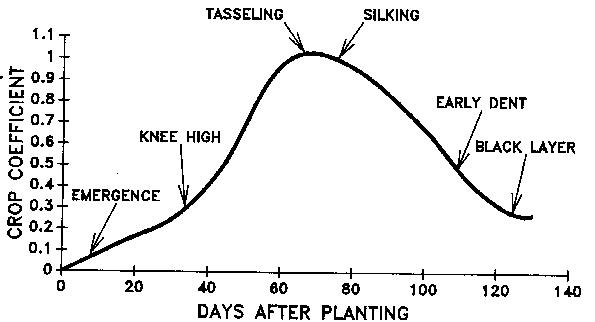 TASSELING SILKING
1.1
1
0.9
0.8
0.7
0.6
0.5
0.4
0.3
0.2
0.1
0
CROP COEFFICIENT
EARLY DENT
KNEE HIGH
BLACK LAYER
EMERGENCE
0 20 40 60 80 100 120 140
DAYS AFTER PLANTING